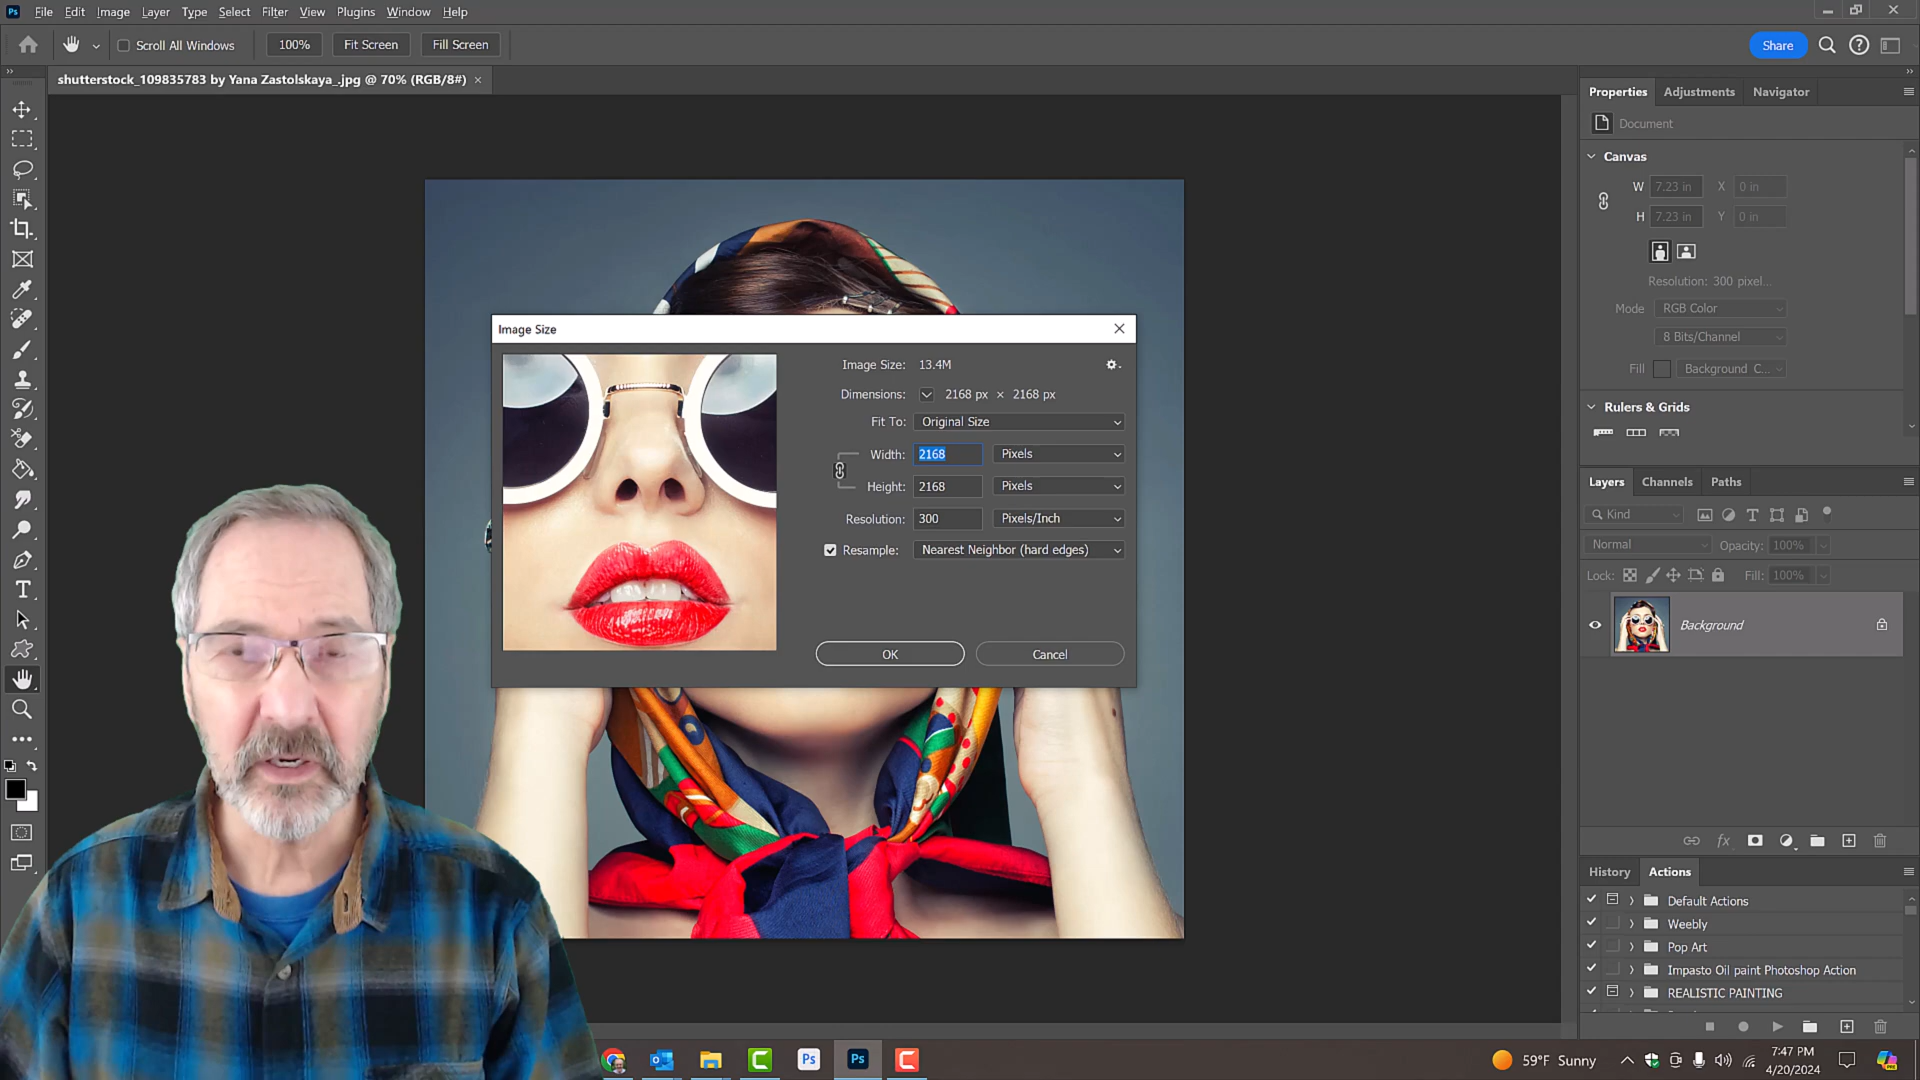 Ps File Edit Image Layer Type Select Filter View Plugins Window Help
Scroll All Windows 100% Fit Screen Fill Screen Share
shutterstock_109835783 by Yana Zastolskaya_.jpg @ 70% (RGB/8#) ×
Properties Adjustments Navigator
Document
Canvas
W 7.23 in X 0 in
H 7.23 in Y 0 in
Resolution: 300 pixel...
Mode RGB Color
8 Bits/Channel
Fill Background C...
Rulers & Grids
Image Size
Image Size: 13.4M
Dimensions: 2168 px × 2168 px
Fit To: Original Size
Width: 2168 Pixels
Height: 2168 Pixels
Resolution: 300 Pixels/Inch
Resample: Nearest Neighbor (hard edges)
OK Cancel
Layers Channels Paths
Kind
Normal Opacity: 100%
Lock: Fill: 100%
Background
fx
History Actions
Default Actions
Weebly
Pop Art
Impasto Oil paint Photoshop Action
REALISTIC PAINTING
Ps Ps
59°F Sunny
7:47 PM
4/20/2024